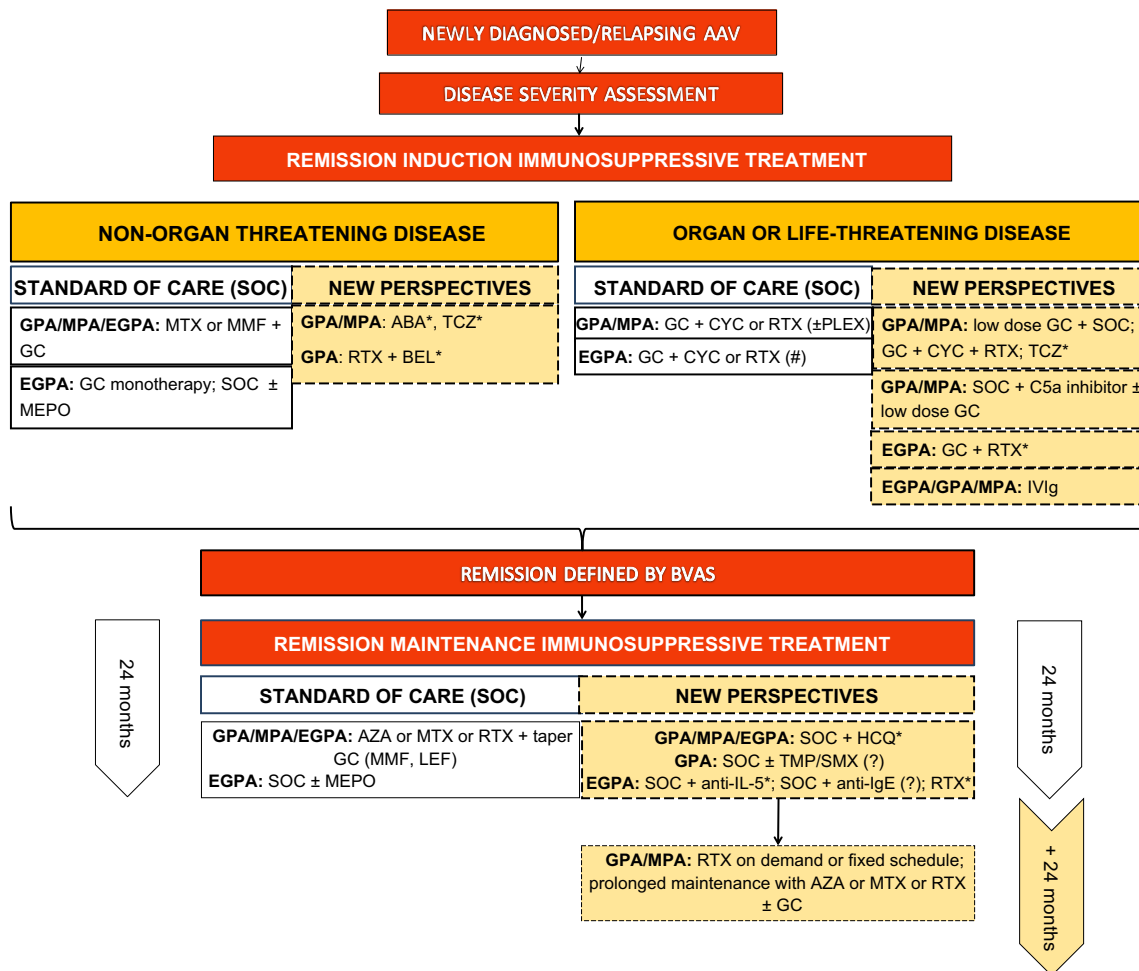 NEWLY DIAGNOSED/RELAPSING AAV
DISEASE SEVERITY ASSESSMENT
REMISSION INDUCTION IMMUNOSUPPRESSIVE TREATMENT
NON-ORGAN THREATENING DISEASE
STANDARD OF CARE (SOC)
NEW PERSPECTIVES
GPA/MPA/EGPA: MTX or MMF +
GC
EGPA: GC monotherapy; SOC ±
MEPO
GPA/MPA: ABA*, TCZ*
GPA: RTX + BEL*
ORGAN OR LIFE-THREATENING DISEASE
STANDARD OF CARE (SOC)
NEW PERSPECTIVES
GPA/MPA: GC + CYC or RTX (±PLEX)
EGPA: GC + CYC or RTX (#)
GPA/MPA: low dose GC + SOC;
GC + CYC + RTX; TCZ*
GPA/MPA: SOC + C5a inhibitor ±
low dose GC
EGPA: GC + RTX*
EGPA/GPA/MPA: IVIg
REMISSION DEFINED BY BVAS
REMISSION MAINTENANCE IMMUNOSUPPRESSIVE TREATMENT
24 months
STANDARD OF CARE (SOC)
NEW PERSPECTIVES
GPA/MPA/EGPA: AZA or MTX or RTX + taper
GC (MMF, LEF)
EGPA: SOC ± MEPO
GPA/MPA/EGPA: SOC + HCQ*
GPA: SOC ± TMP/SMX (?)
EGPA: SOC + anti-IL-5*; SOC + anti-IgE (?); RTX*
24 months
GPA/MPA: RTX on demand or fixed schedule;
prolonged maintenance with AZA or MTX or RTX
± GC
+ 24 months